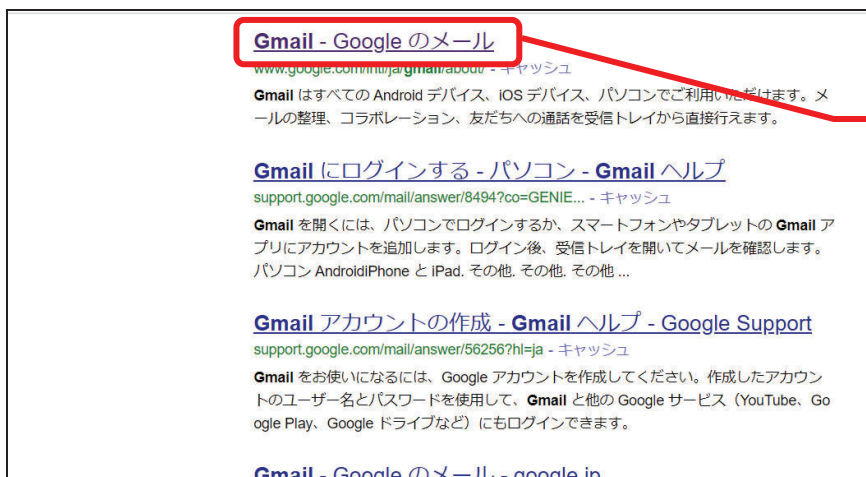 Gmail - Google のメール
www.google.com/intl/ja/gmail/about/ - キャッシュ
Gmail はすべての Android デバイス、iOS デバイス、パソコンでご利用いただけます。メ
ールの整理、コラボレーション、友だちへの通話を受信トレイから直接行えます。
Gmail にログインする - パソコン - Gmail ヘルプ
support.google.com/mail/answer/8494?co=GENIE... - キャッシュ
Gmail を開くには、パソコンでログインするか、スマートフォンやタブレットの Gmail ア
プリにアカウントを追加します。ログイン後、受信トレイを開いてメールを確認します。
パソコン AndroidiPhone と iPad. その他. その他. その他 ...
Gmail アカウントの作成 - Gmail ヘルプ - Google Support
support.google.com/mail/answer/56256?hl=ja - キャッシュ
Gmail をお使いになるには、Google アカウントを作成してください。作成したアカウン
トのユーザー名とパスワードを使用して、Gmail と他の Google サービス（YouTube、Go
ogle Play、Google ドライブなど）にもログインできます。
Gmail - Google のメール - google.jp